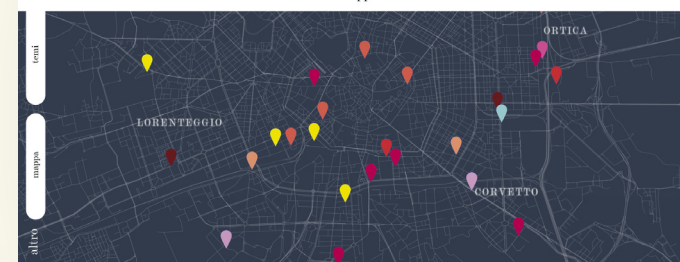 ORTICA
temi
LORENTEGGIO
mappa
CORVETTO
altro